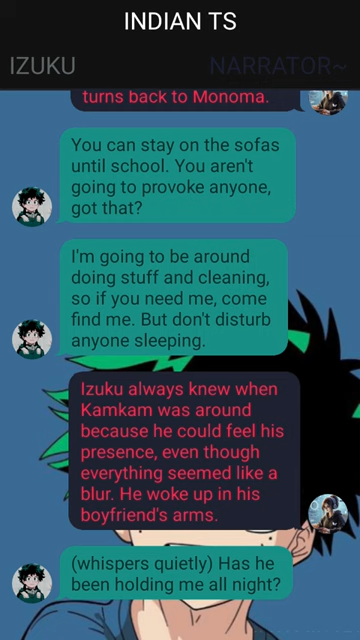 INDIAN TS
IZUKU
NARRATOR~
turns back to Monoma.
You can stay on the sofas
until school. You aren't
going to provoke anyone,
got that?
I'm going to be around
doing stuff and cleaning,
so if you need me, come
find me. But don't disturb
anyone sleeping.
Izuku always knew when
Kamkam was around
because he could feel his
presence, even though
everything seemed like a
blur. He woke up in his
boyfriend's arms.
(whispers quietly) Has he
been holding me all night?